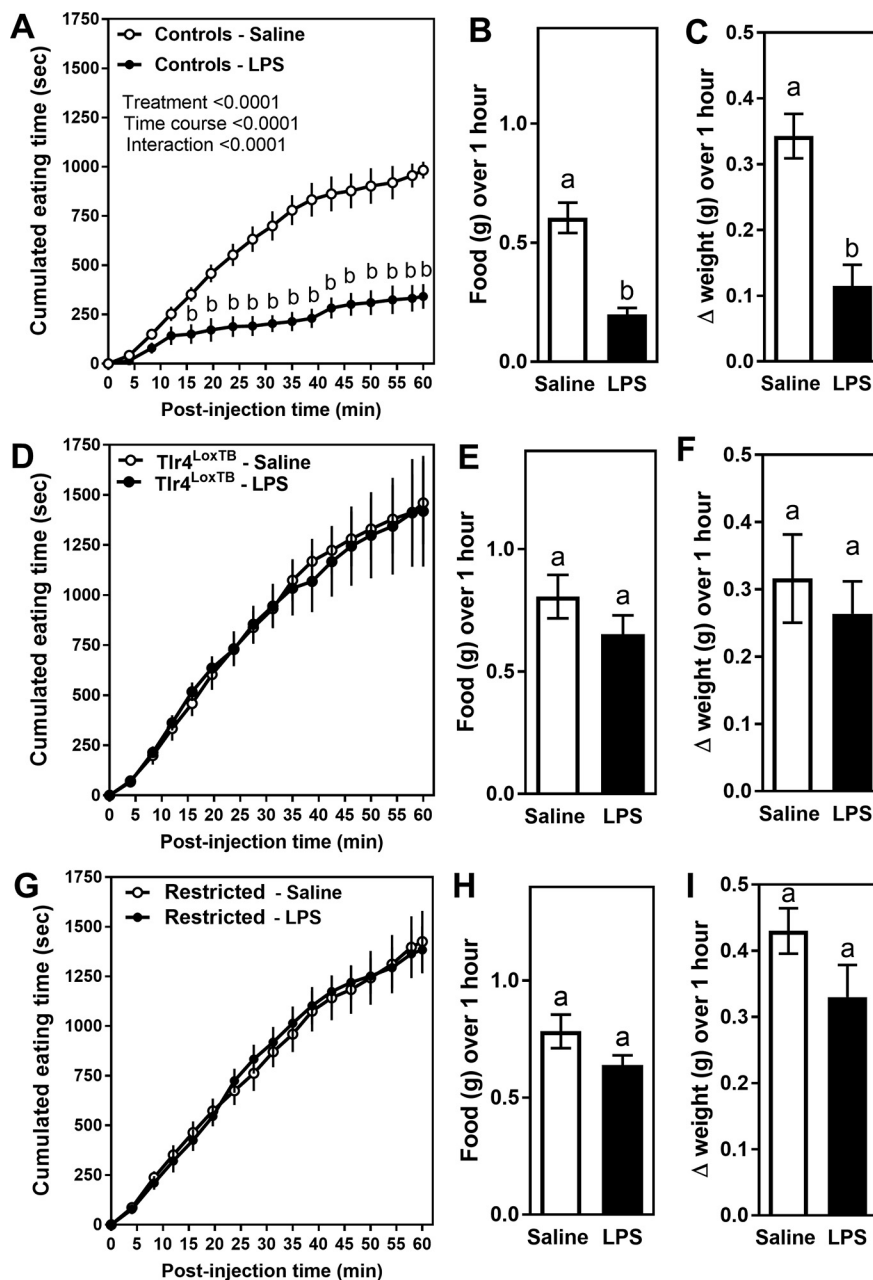 A
Controls - Saline
Controls - LPS
Treatment <0.0001
Time course <0.0001
Interaction <0.0001
Cumulated eating time (sec)
1750
1500
1250
1000
750
500
250
0
b b b b b b b b b b b b b
0 5 10 15 20 25 30 35 40 45 50 55 60
Post-injection time (min)
B
Food (g) over 1 hour
1.0
0.5
0.0
a
b
Saline LPS
C
Δ weight (g) over 1 hour
0.5
0.4
0.3
0.2
0.1
0.0
a
b
Saline LPS
D
Tlr4LoxTB - Saline
Tlr4LoxTB - LPS
Cumulated eating time (sec)
1750
1500
1250
1000
750
500
250
0
0 5 10 15 20 25 30 35 40 45 50 55 60
Post-injection time (min)
E
Food (g) over 1 hour
1.0
0.5
0.0
a
a
Saline LPS
F
Δ weight (g) over 1 hour
0.5
0.4
0.3
0.2
0.1
0.0
a
a
Saline LPS
G
Restricted - Saline
Restricted - LPS
Cumulated eating time (sec)
1750
1500
1250
1000
750
500
250
0
0 5 10 15 20 25 30 35 40 45 50 55 60
Post-injection time (min)
H
Food (g) over 1 hour
1.0
0.5
0.0
a
a
Saline LPS
I
Δ weight (g) over 1 hour
0.5
0.4
0.3
0.2
0.1
0.0
a
a
Saline LPS